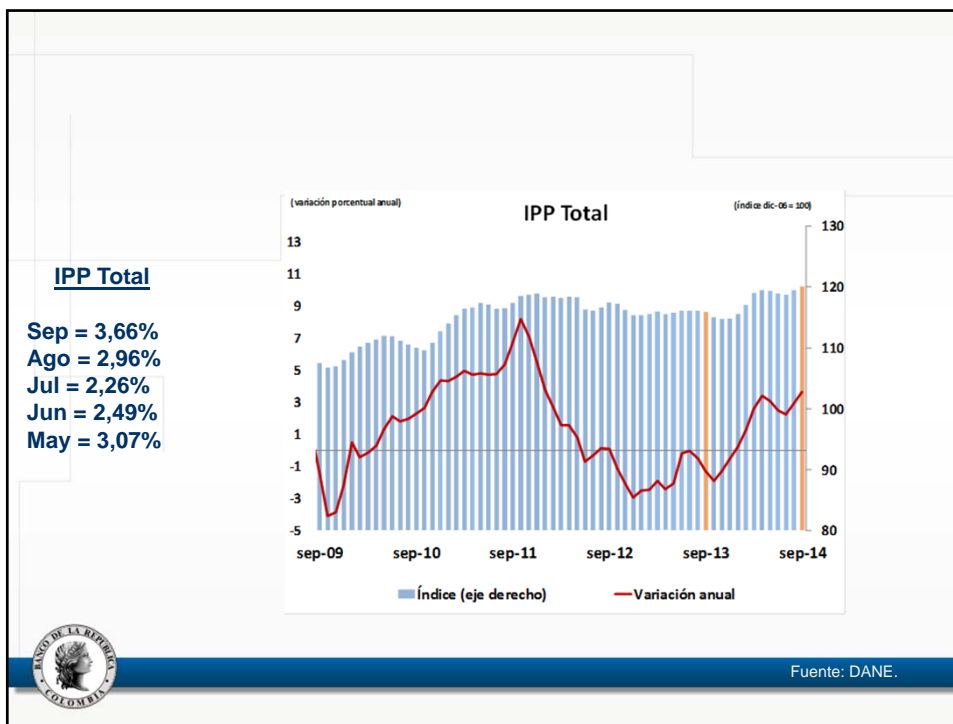 (variación porcentual anual)
IPP Total
(índice dic-06 = 100)
13
11
9
7
5
3
1
-1
-3
-5
130
120
110
100
90
80
sep-09 sep-10 sep-11 sep-12 sep-13 sep-14
Índice (eje derecho) Variación anual
IPP Total
Sep = 3,66%
Ago = 2,96%
Jul = 2,26%
Jun = 2,49%
May = 3,07%
BANCO DE LA REPUBLICA
COLOMBIA
Fuente: DANE.